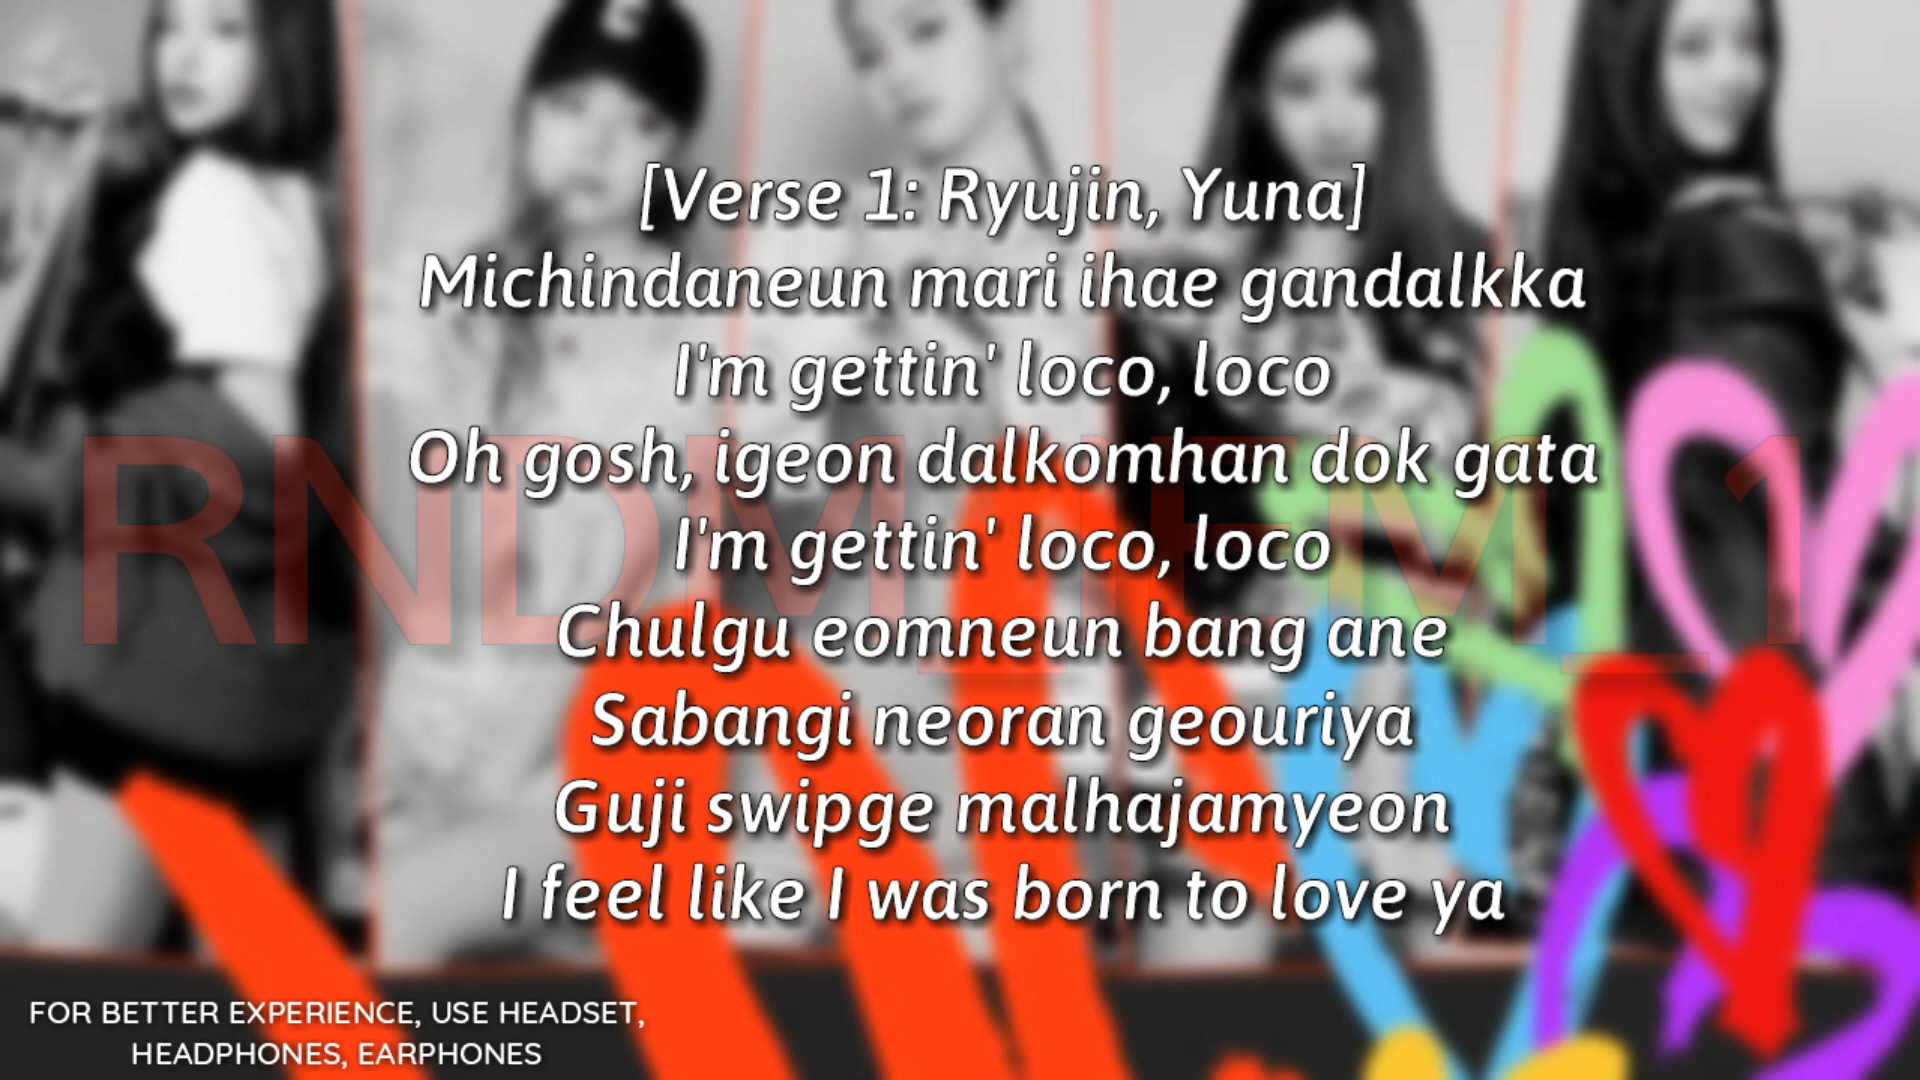 [Verse 1: Ryujin, Yuna]
Michindaneun mari ihae gandalkka
I'm gettin' loco, loco
Oh gosh, igeon dalkomhan dok gata
I'm gettin' loco, loco
Chulgu eomneun bang ane
Sabangi neoran geouriya
Guji swipge malhajamyeon
I feel like I was born to love ya
FOR BETTER EXPERIENCE, USE HEADSET,
HEADPHONES, EARPHONES